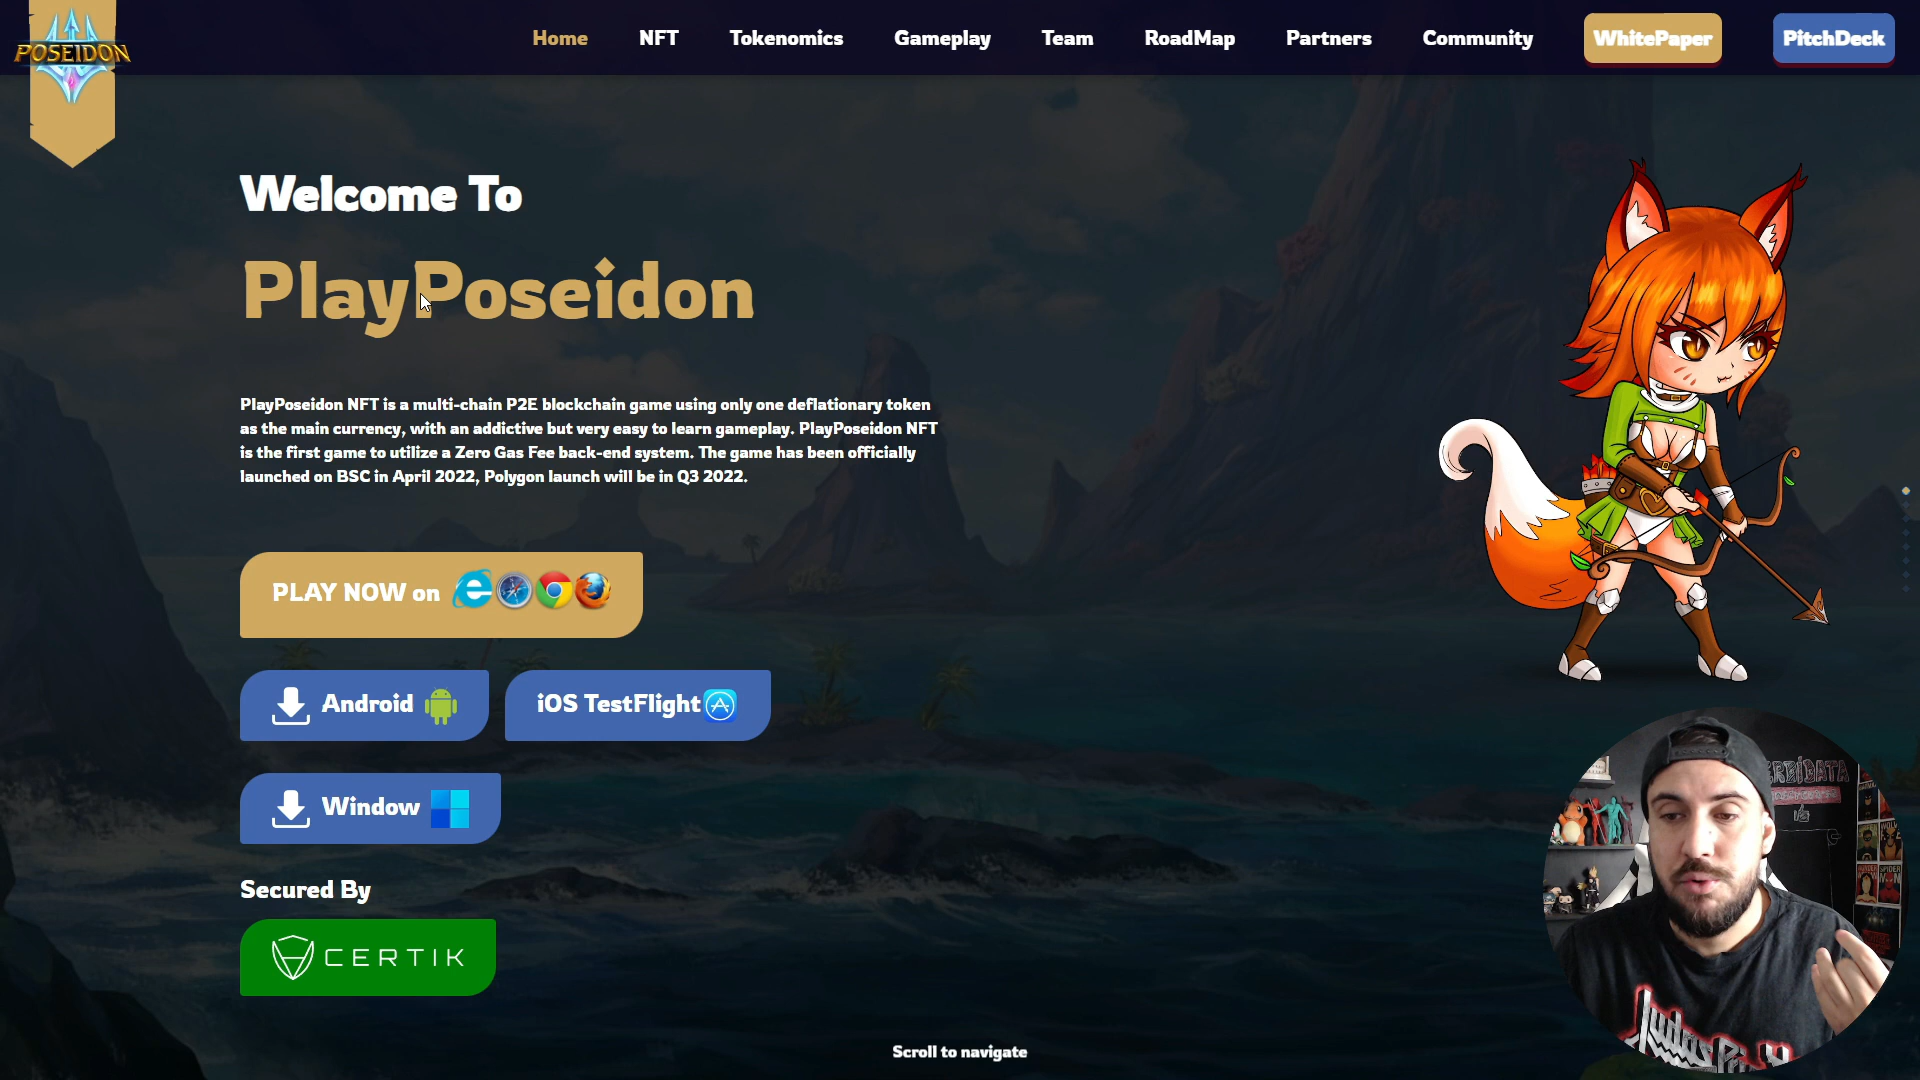 POSEIDON
Home
NFT
Tokenomics
Gameplay
Team
RoadMap
Partners
Community
WhitePaper
PitchDeck
Welcome To
PlayPoseidon
PlayPoseidon NFT is a multi-chain P2E blockchain game using only one deflationary token
as the main currency, with an addictive but very easy to learn gameplay. PlayPoseidon NFT
is the first game to utilize a Zero Gas Fee back-end system. The game has been officially
launched on BSC in April 2022, Polygon launch will be in Q3 2022.
PLAY NOW on
Android
iOS TestFlight
Window
Secured By
CERTIK
Scroll to navigate